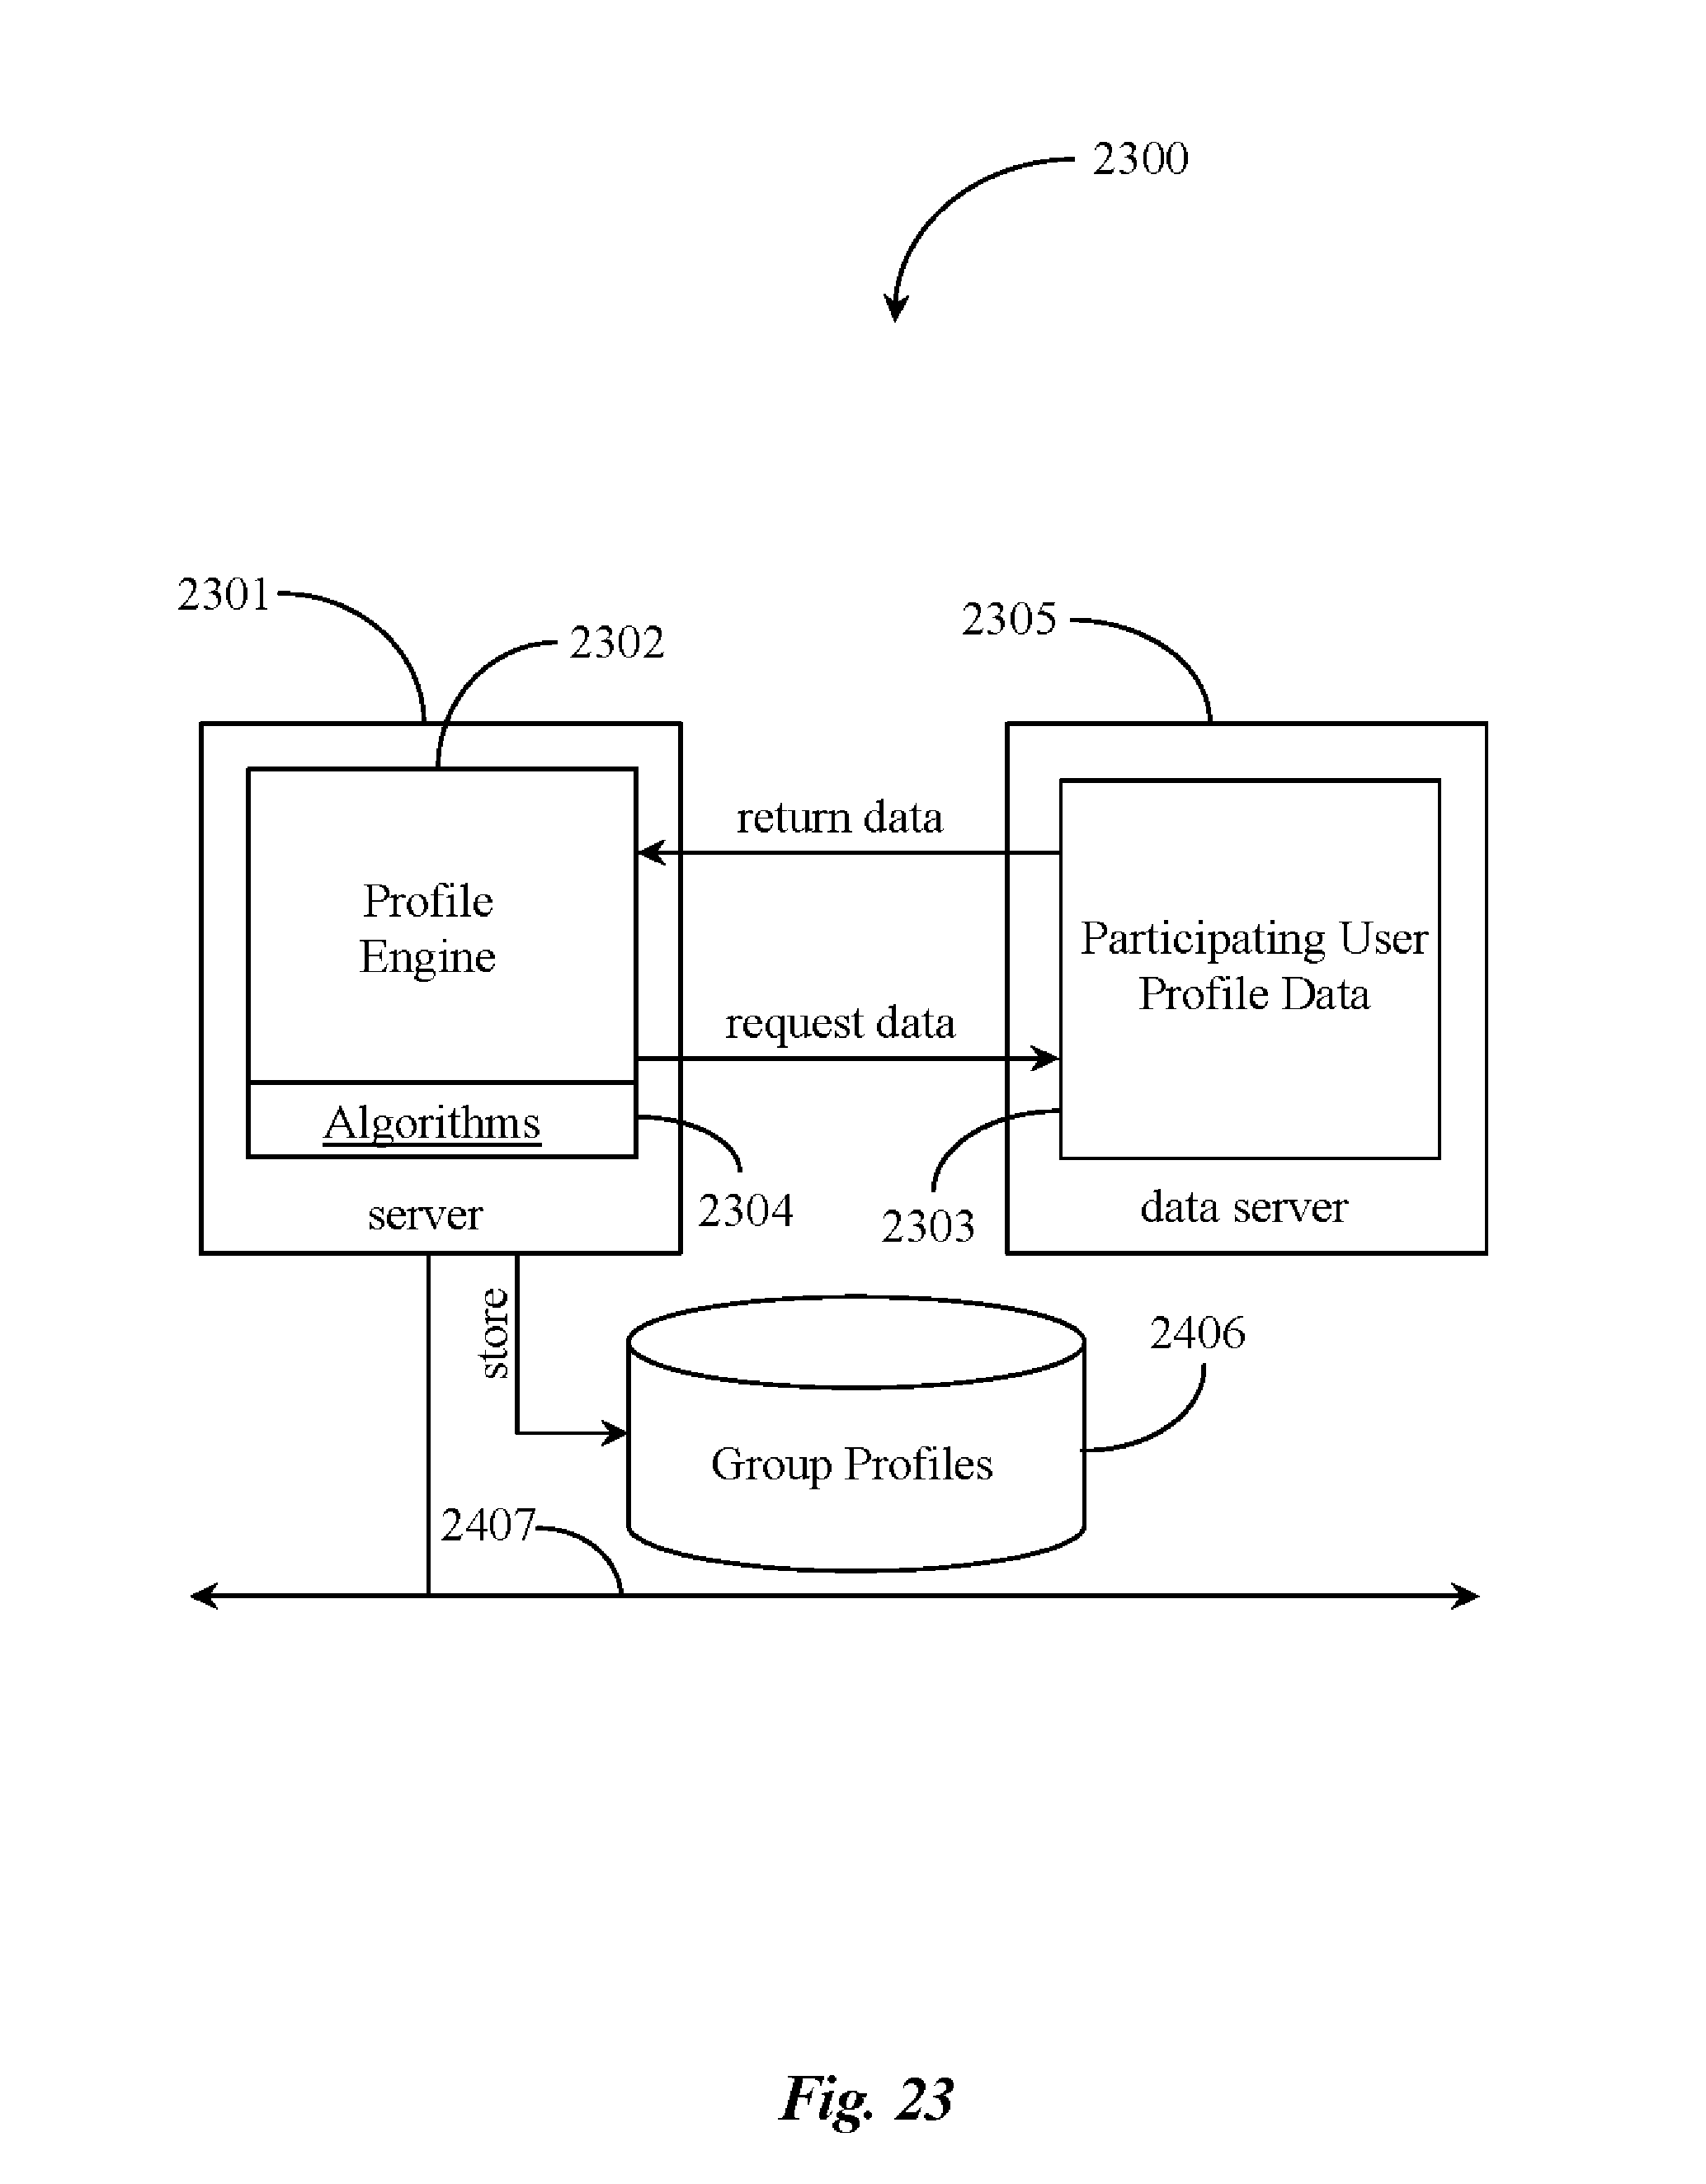 2300
2301
2302
2305
return data
Profile
Engine
Participating User
Profile Data
request data
Algorithms
2304
2303
server
data server
store
2406
Group Profiles
2407
Fig. 23